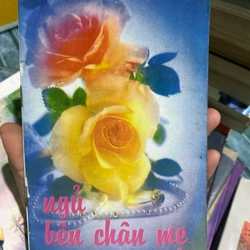 ngủ
bên chân mẹ